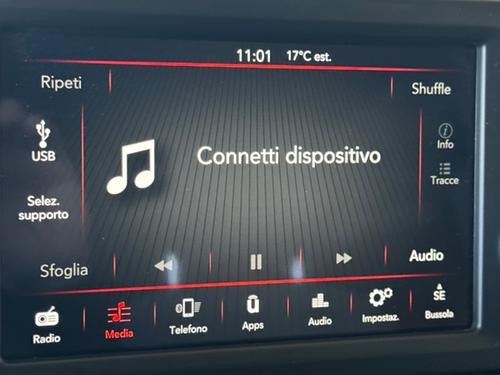 11:01 17°C est.
Ripeti
Shuffle
USB
Connetti dispositivo
Info
Tracce
Selez.
supporto
Sfoglia
Audio
Radio
Media
Telefono
Apps
Audio
Impostaz.
SE
Bussola